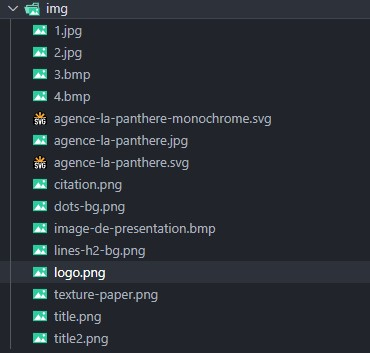 img
1.jpg
2.jpg
3.bmp
4.bmp
SVG agence-la-panthere-monochrome.svg
agence-la-panthere.jpg
SVG agence-la-panthere.svg
citation.png
dots-bg.png
image-de-presentation.bmp
lines-h2-bg.png
logo.png
texture-paper.png
title.png
title2.png